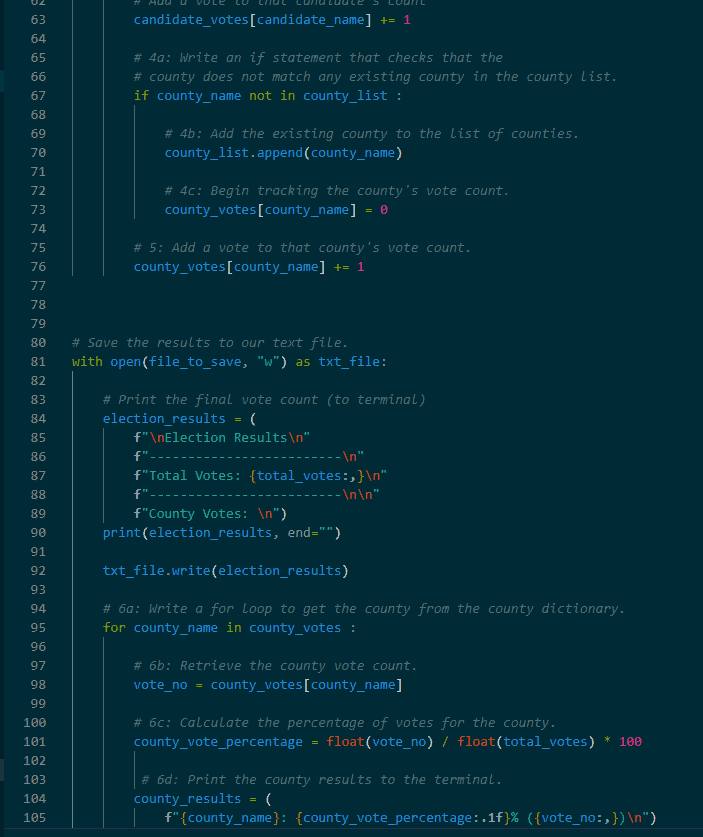 62 # Add a vote to that candidate's count
63 candidate_votes[candidate_name] += 1
64
65 # 4a: Write an if statement that checks that the
66 # county does not match any existing county in the county list.
67 if county_name not in county_list :
68
69 # 4b: Add the existing county to the list of counties.
70 county_list.append(county_name)
71
72 # 4c: Begin tracking the county's vote count.
73 county_votes[county_name] = 0
74
75 # 5: Add a vote to that county's vote count.
76 county_votes[county_name] += 1
77
78
79
80 # Save the results to our text file.
81 with open(file_to_save, "w") as txt_file:
82
83 # Print the final vote count (to terminal)
84 election_results = (
85 f"\nElection Results\n"
86 f"-------------------------\n"
87 f"Total Votes: {total_votes:,}\n"
88 f"-------------------------\n\n"
89 f"County Votes: \n")
90 print(election_results, end="")
91
92 txt_file.write(election_results)
93
94 # 6a: Write a for loop to get the county from the county dictionary.
95 for county_name in county_votes :
96
97 # 6b: Retrieve the county vote count.
98 vote_no = county_votes[county_name]
99
100 # 6c: Calculate the percentage of votes for the county.
101 county_vote_percentage = float(vote_no) / float(total_votes) * 100
102
103 # 6d: Print the county results to the terminal.
104 county_results = (
105 f"{county_name}: {county_vote_percentage:.1f}% ({vote_no:,})\n")